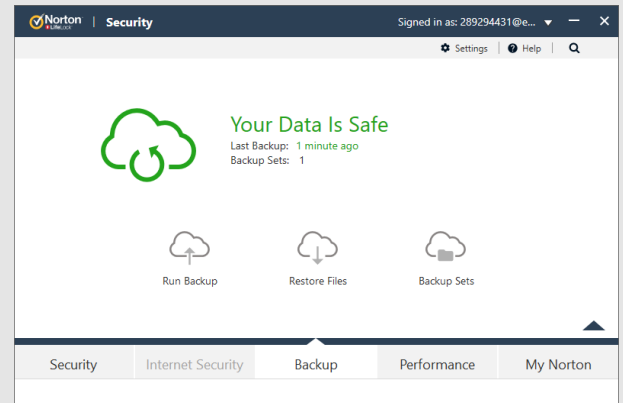 Norton | Security Signed in as: 289294431@e...
LifeLock
Settings | Help |
Your Data Is Safe
Last Backup: 1 minute ago
Backup Sets: 1
Run Backup Restore Files Backup Sets
Security Internet Security Backup Performance My Norton